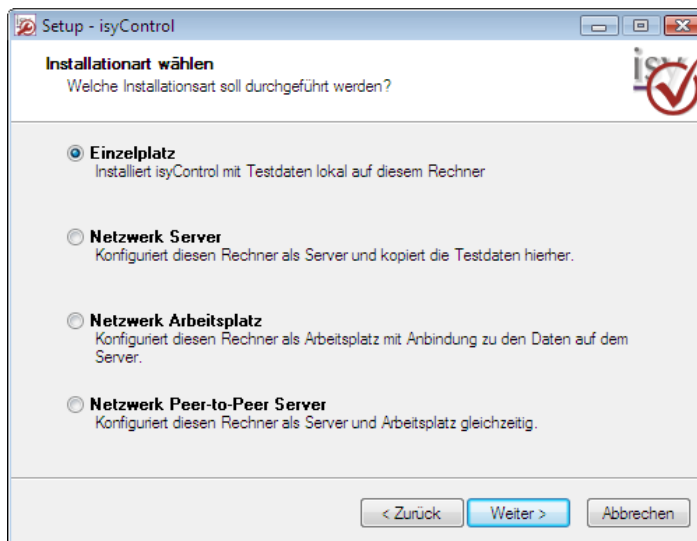 Setup - isyControl
Installationart wählen
Welche Installationsart soll durchgeführt werden?
isy
Einzelplatz
Installiert isyControl mit Testdaten lokal auf diesem Rechner
Netzwerk Server
Konfiguriert diesen Rechner als Server und kopiert die Testdaten hierher.
Netzwerk Arbeitsplatz
Konfiguriert diesen Rechner als Arbeitsplatz mit Anbindung zu den Daten auf dem
Server.
Netzwerk Peer-to-Peer Server
Konfiguriert diesen Rechner als Server und Arbeitsplatz gleichzeitig.
< Zurück
Weiter >
Abbrechen